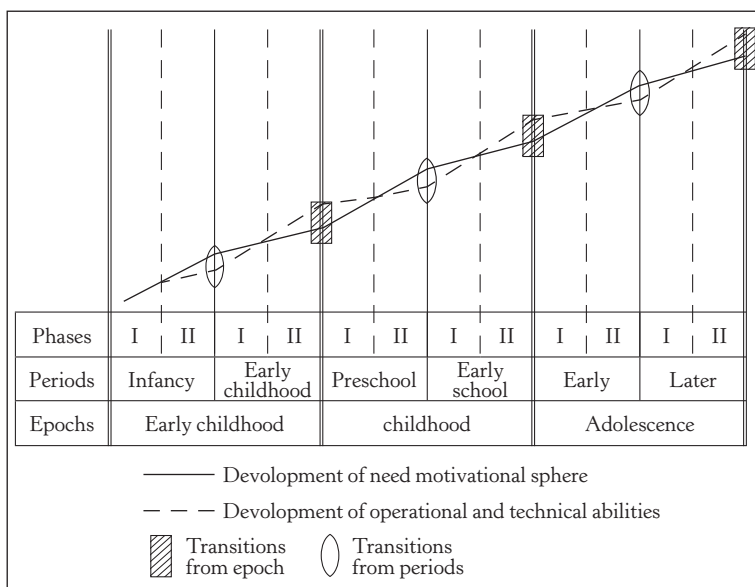 Phases I II I II I II I II I II I II
Periods Infancy Early childhood Preschool Early school Early Later
Epochs Early childhood childhood Adolescence
Devolopment of need motivational sphere
Devolopment of operational and technical abilities
Transitions from epoch
Transitions from periods